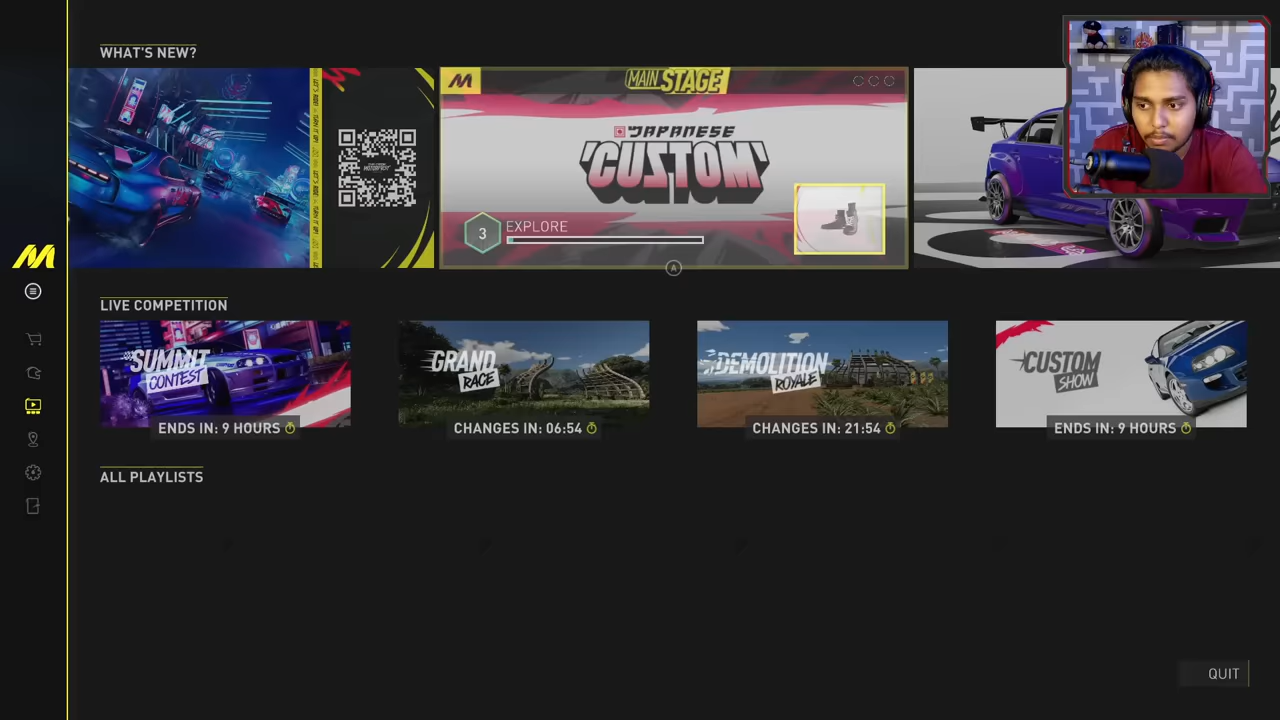 WHAT'S NEW?
MAIN STAGE
JAPANESE
CUSTOM
3
EXPLORE
A
LIVE COMPETITION
SUMMIT
CONTEST
ENDS IN: 9 HOURS
GRAND
RACE
CHANGES IN: 06:54
DEMOLITION
ROYALE
CHANGES IN: 21:54
CUSTOM
SHOW
ENDS IN: 9 HOURS
ALL PLAYLISTS
QUIT